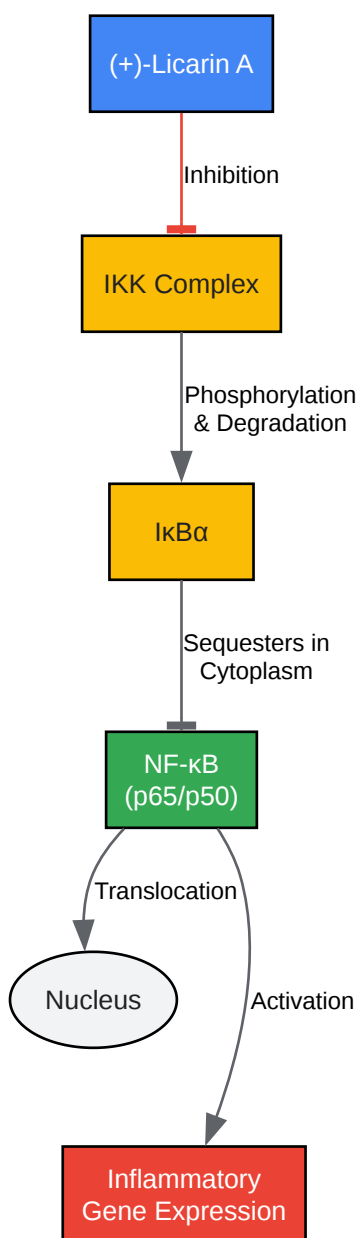 (+)-Licarin A
Inhibition
IKK Complex
Phosphorylation
& Degradation
IκBα
Sequesters in
Cytoplasm
NF-κB
(p65/p50)
Translocation
Nucleus
Activation
Inflammatory
Gene Expression